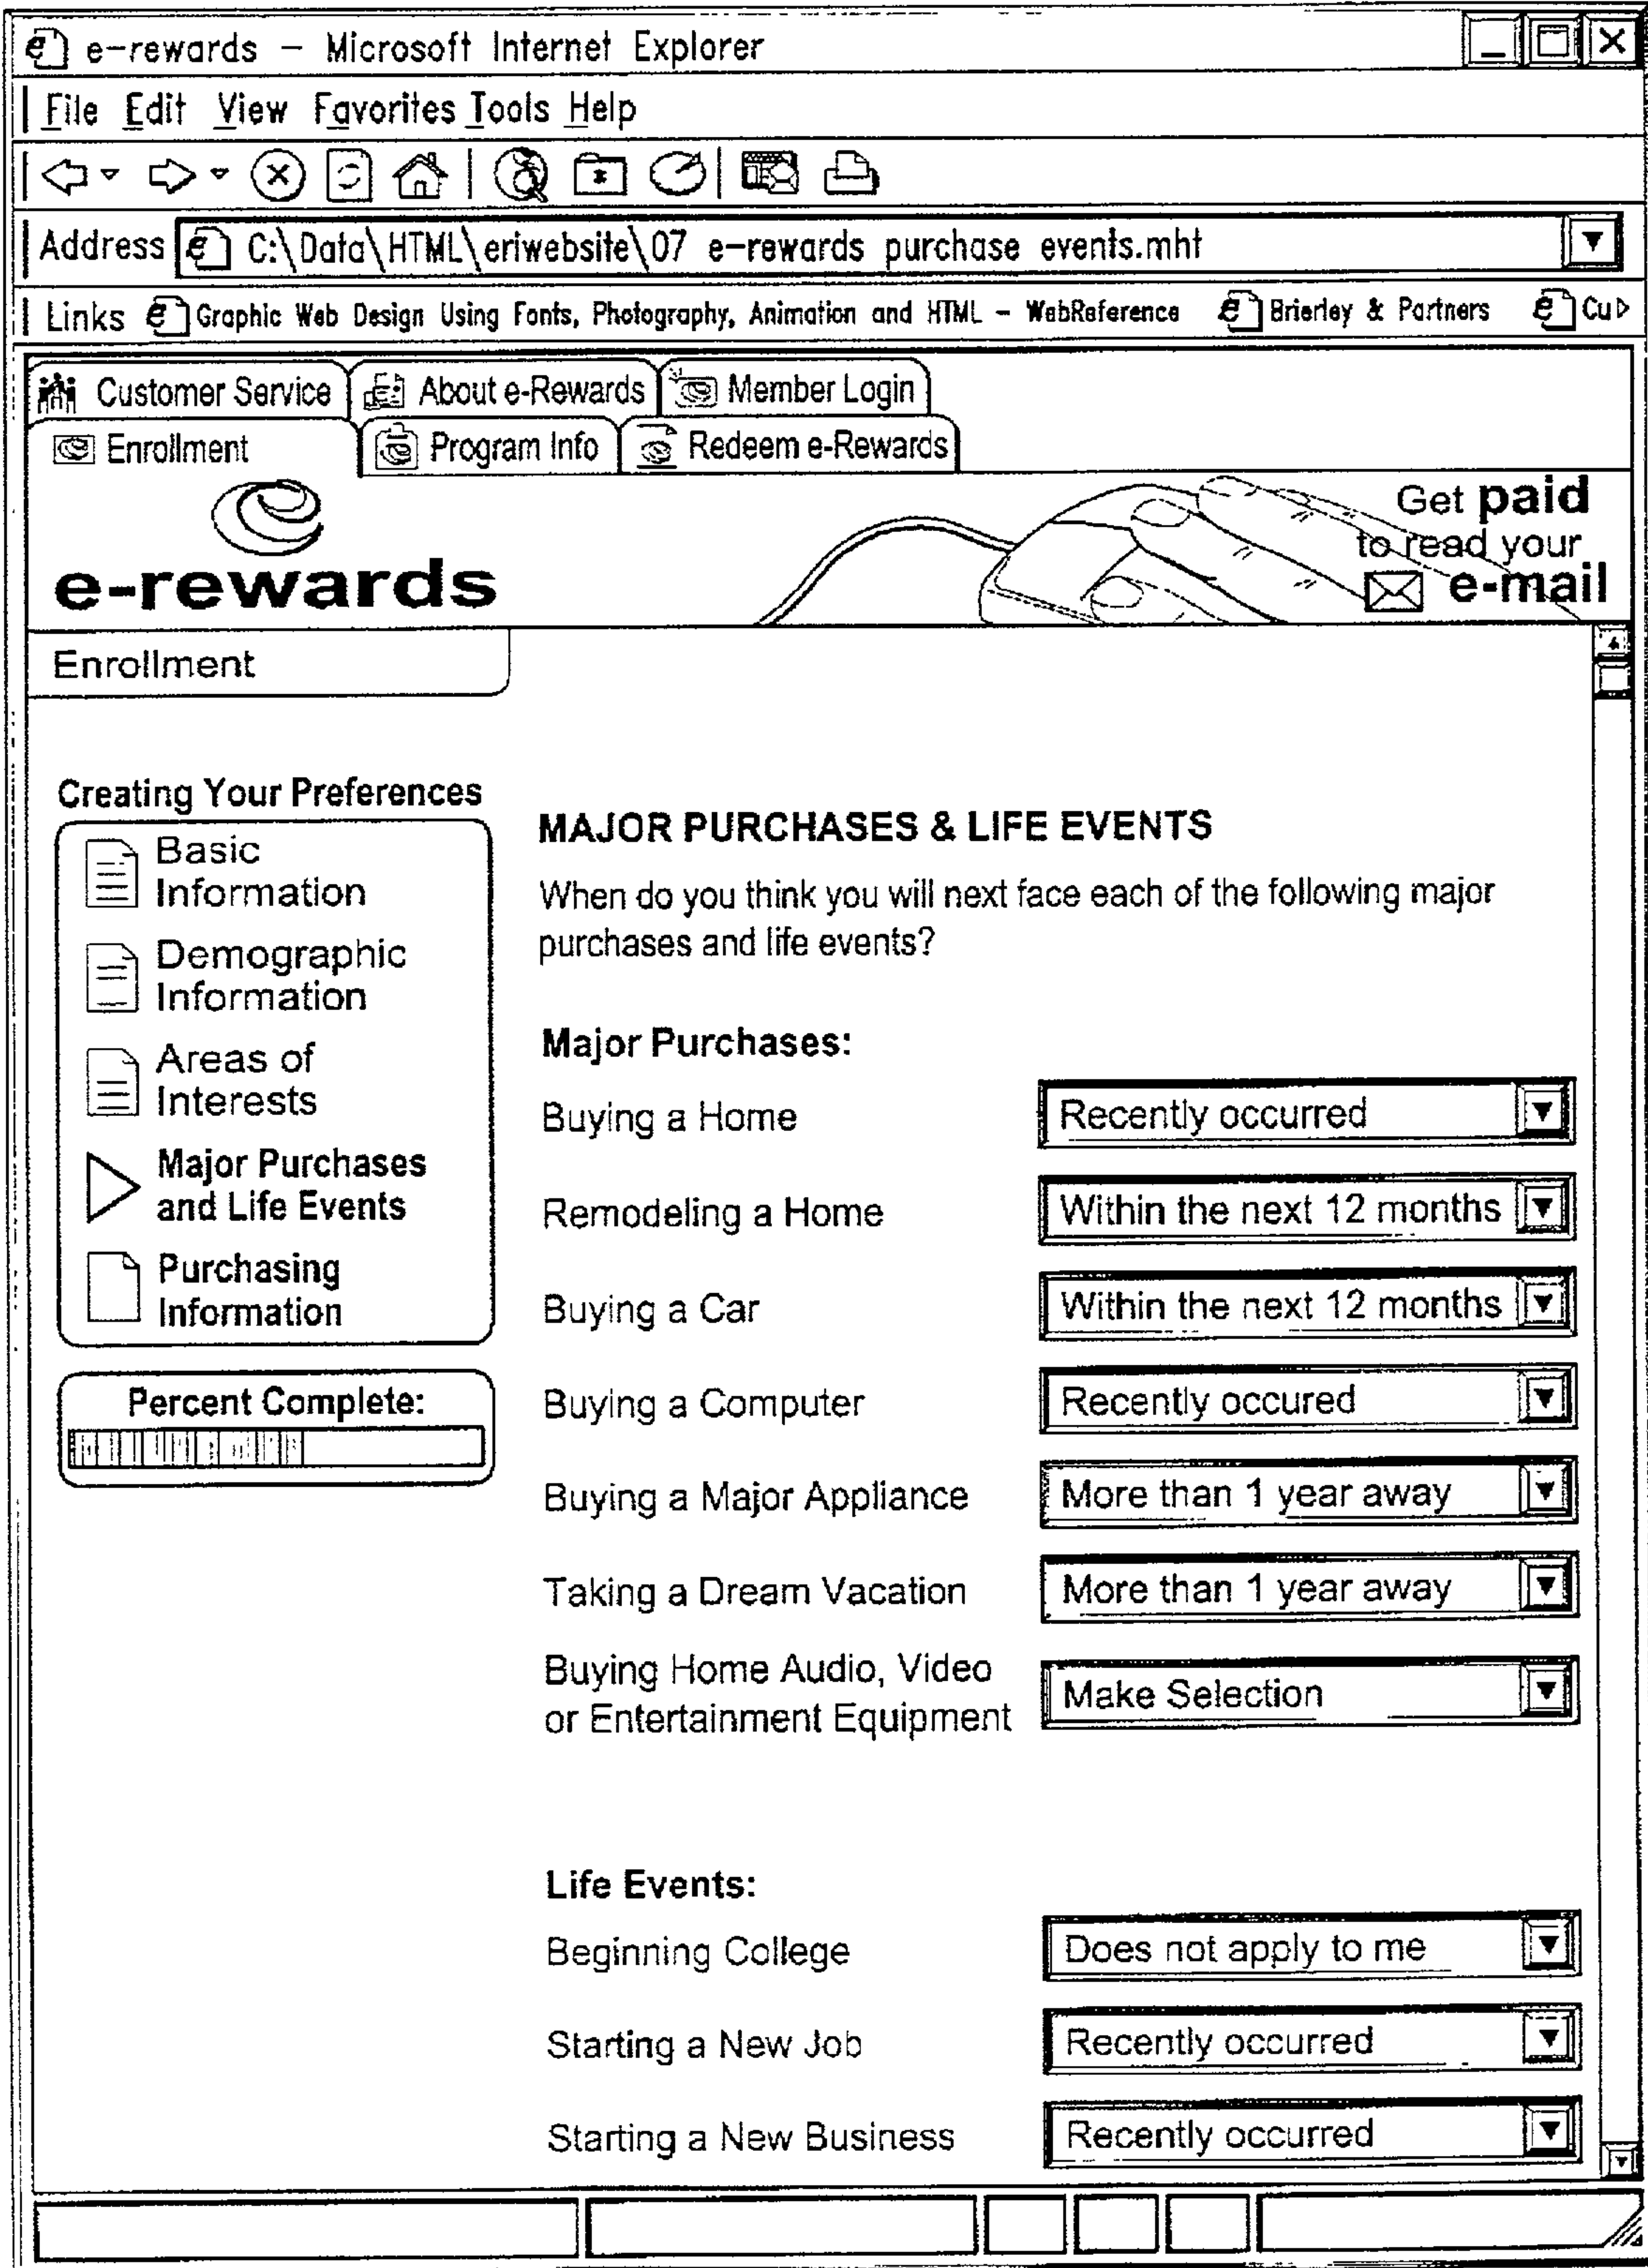 e-rewards - Microsoft Internet Explorer
File Edit View Favorites Tools Help
Address C:\Data\HTML\eriwebsite\07 e-rewards purchase events.mht
Links Graphic Web Design Using Fonts, Photography, Animation and HTML - WebReference Brierley & Partners Cu
Customer Service About e-Rewards Member Login
Enrollment Program Info Redeem e-Rewards
e-rewards
Get paid
to read your
e-mail
Enrollment
Creating Your Preferences
Basic
Information
Demographic
Information
Areas of
Interests
Major Purchases
and Life Events
Purchasing
Information
Percent Complete:
MAJOR PURCHASES & LIFE EVENTS
When do you think you will next face each of the following major
purchases and life events?
Major Purchases:
Buying a Home Recently occurred
Remodeling a Home Within the next 12 months
Buying a Car Within the next 12 months
Buying a Computer Recently occured
Buying a Major Appliance More than 1 year away
Taking a Dream Vacation More than 1 year away
Buying Home Audio, Video
or Entertainment Equipment Make Selection
Life Events:
Beginning College Does not apply to me
Starting a New Job Recently occurred
Starting a New Business Recently occurred